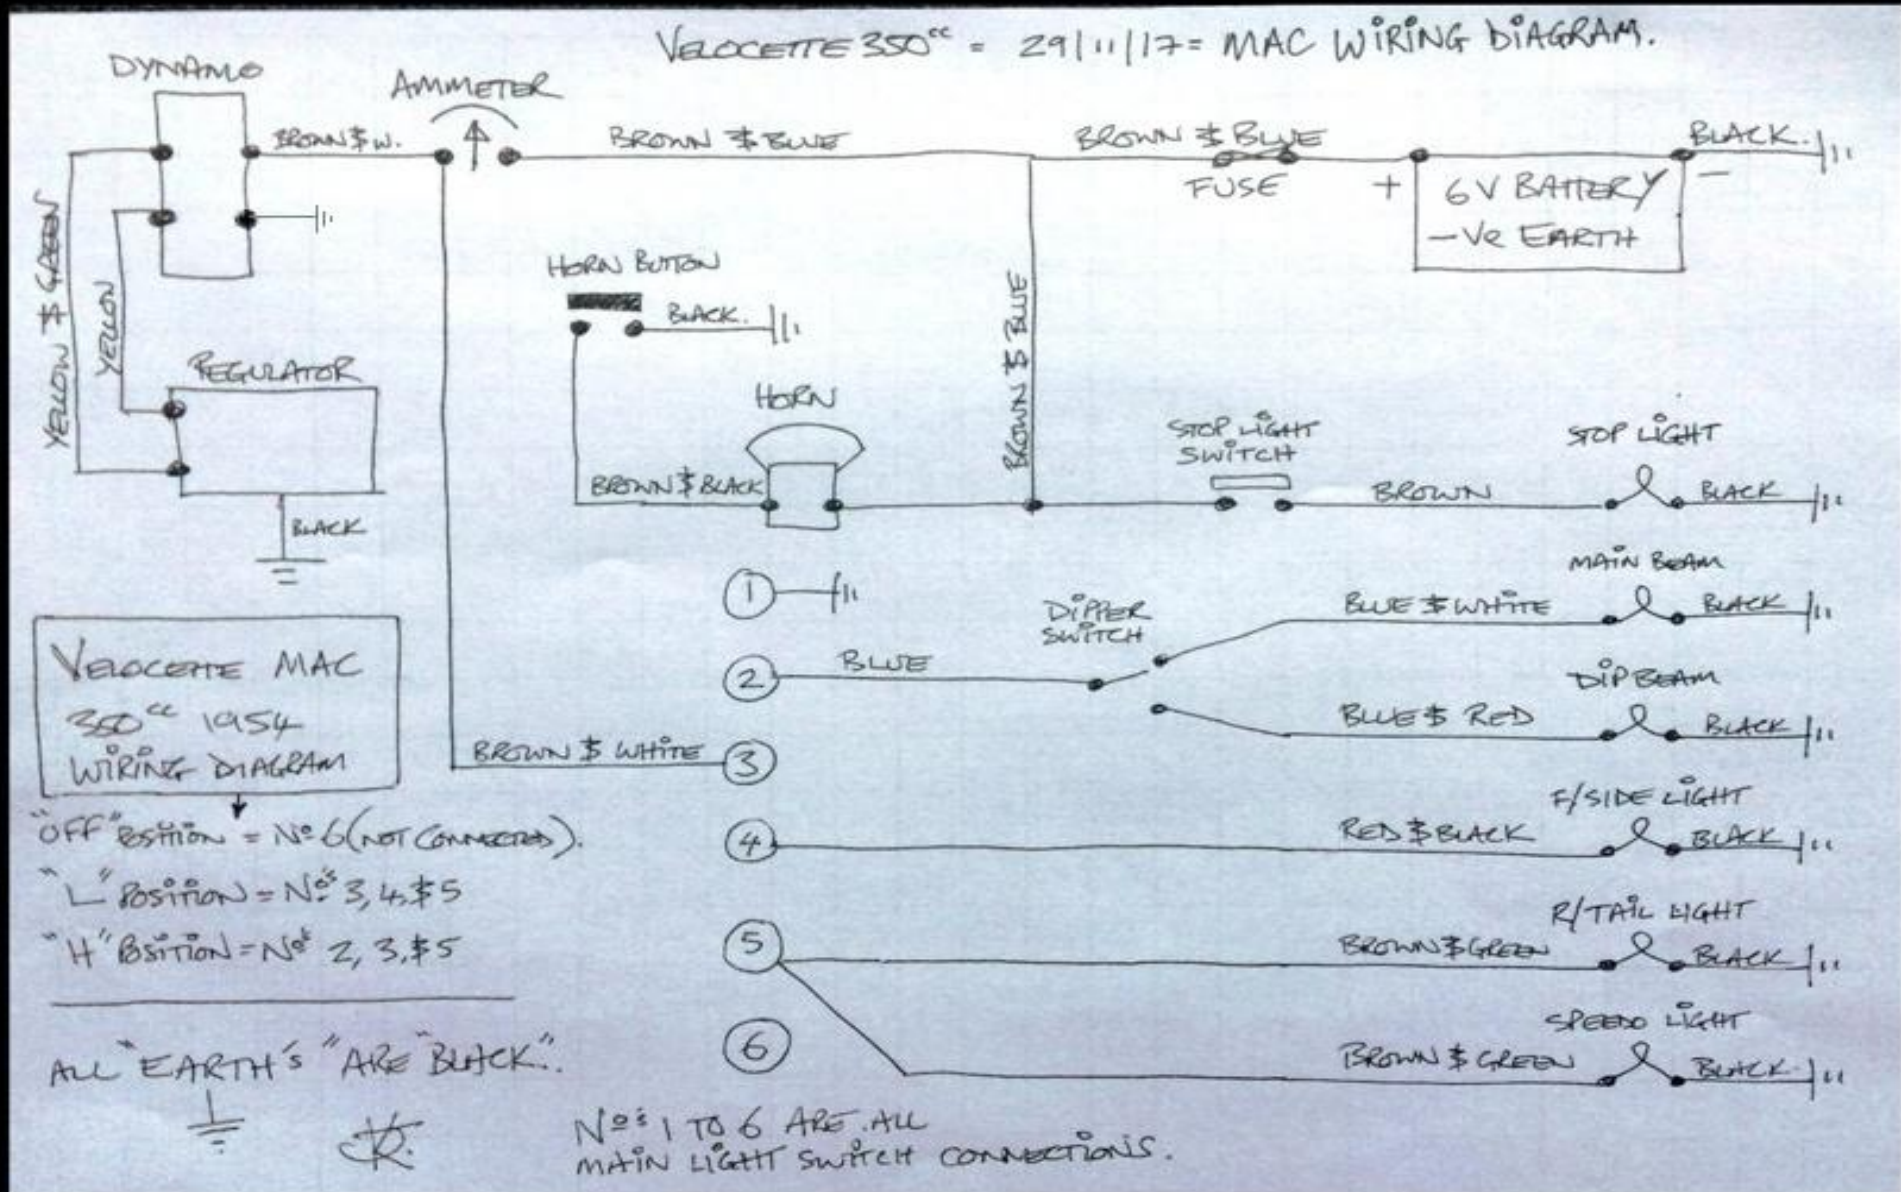 VELOCETTE 350cc = 29/11/17 = MAC WIRING DIAGRAM.
DYNAMO
AMMETER
BROWN & W.
BROWN & BLUE
BROWN & BLUE
BLACK.
FUSE
+
6V BATTERY
-
-Ve EARTH
YELLOW & GREEN
YELLOW
HORN BUTTON
BLACK.
BROWN & BLUE
REGULATOR
HORN
STOP LIGHT
SWITCH
STOP LIGHT
BROWN & BLACK
BROWN
BLACK
BLACK
MAIN BEAM
1
DIPPER
SWITCH
BLUE & WHITE
BLACK
VELOCETTE MAC
350cc 1954
WIRING DIAGRAM
2
BLUE
DIP BEAM
BLUE & RED
BLACK
BROWN & WHITE
3
F/SIDE LIGHT
"OFF" POSITION = No 6 (NOT CONNECTED).
4
RED & BLACK
BLACK
"L" POSITION = Nos 3, 4, & 5
R/TAIL LIGHT
"H" POSITION = Nos 2, 3, & 5
5
BROWN & GREEN
BLACK
SPEEDO LIGHT
6
BROWN & GREEN
BLACK
ALL "EARTH'S" ARE "BLACK".
Nos 1 TO 6 ARE ALL
MAIN LIGHT SWITCH CONNECTIONS.